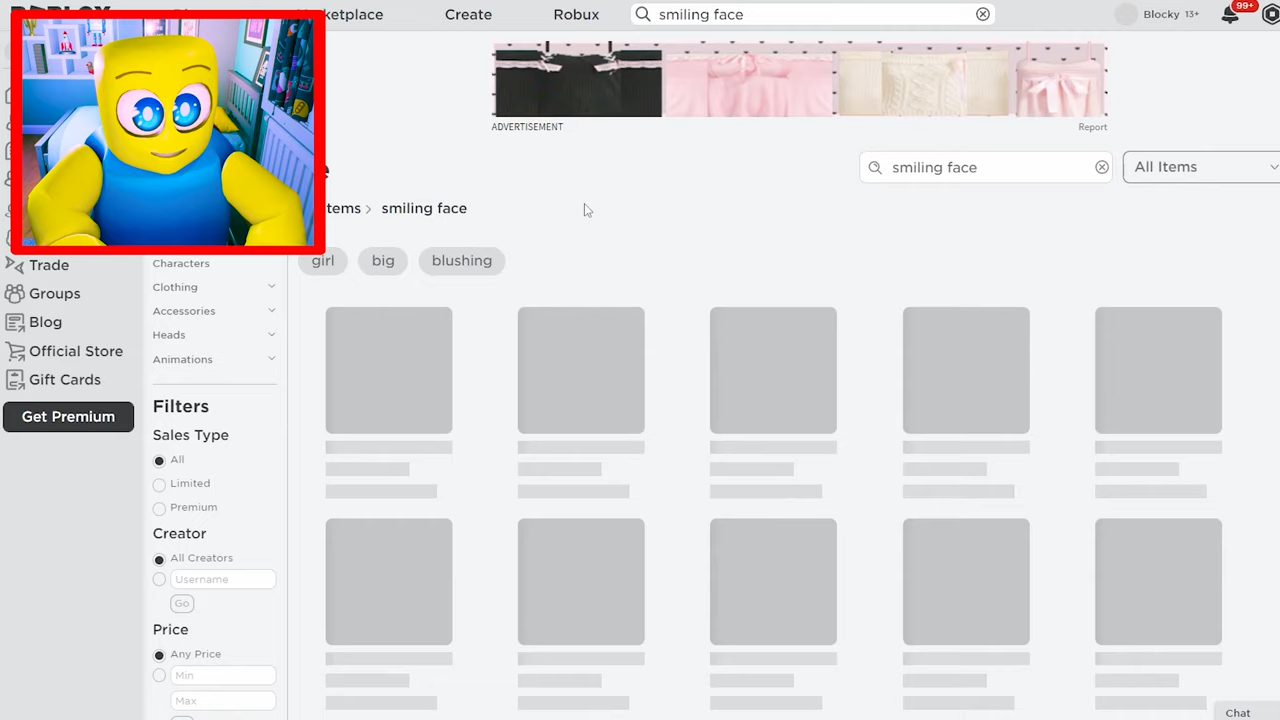 Create
Robux
smiling face
Blocky 13+
99+
ADVERTISEMENT
Report
smiling face
All Items
smiling face
girl
big
blushing
Trade
Groups
Blog
Official Store
Gift Cards
Get Premium
Characters
Clothing
Accessories
Heads
Animations
Filters
Sales Type
All
Limited
Premium
Creator
All Creators
Username
Go
Price
Any Price
Min
Max
Chat